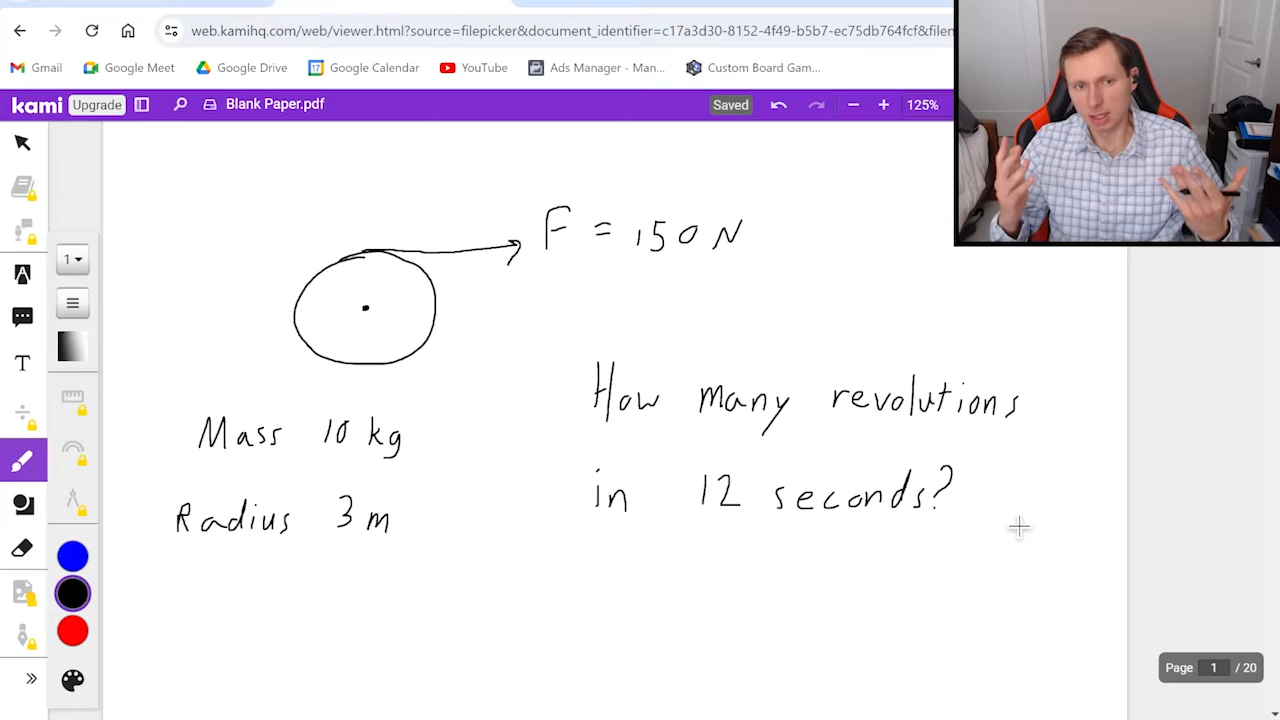 web.kamihq.com/web/viewer.html?source=filepicker&document_identifier=c17a3d30-8152-4f49-b5b7-ec75db764fcf&filen
Gmail Google Meet Google Drive Google Calendar YouTube Ads Manager - Man... Custom Board Gam...
kami Upgrade Blank Paper.pdf Saved 125%
1
F = 150 N
How many revolutions
Mass 10 kg
in 12 seconds?
Radius 3 m
Page 1 / 20